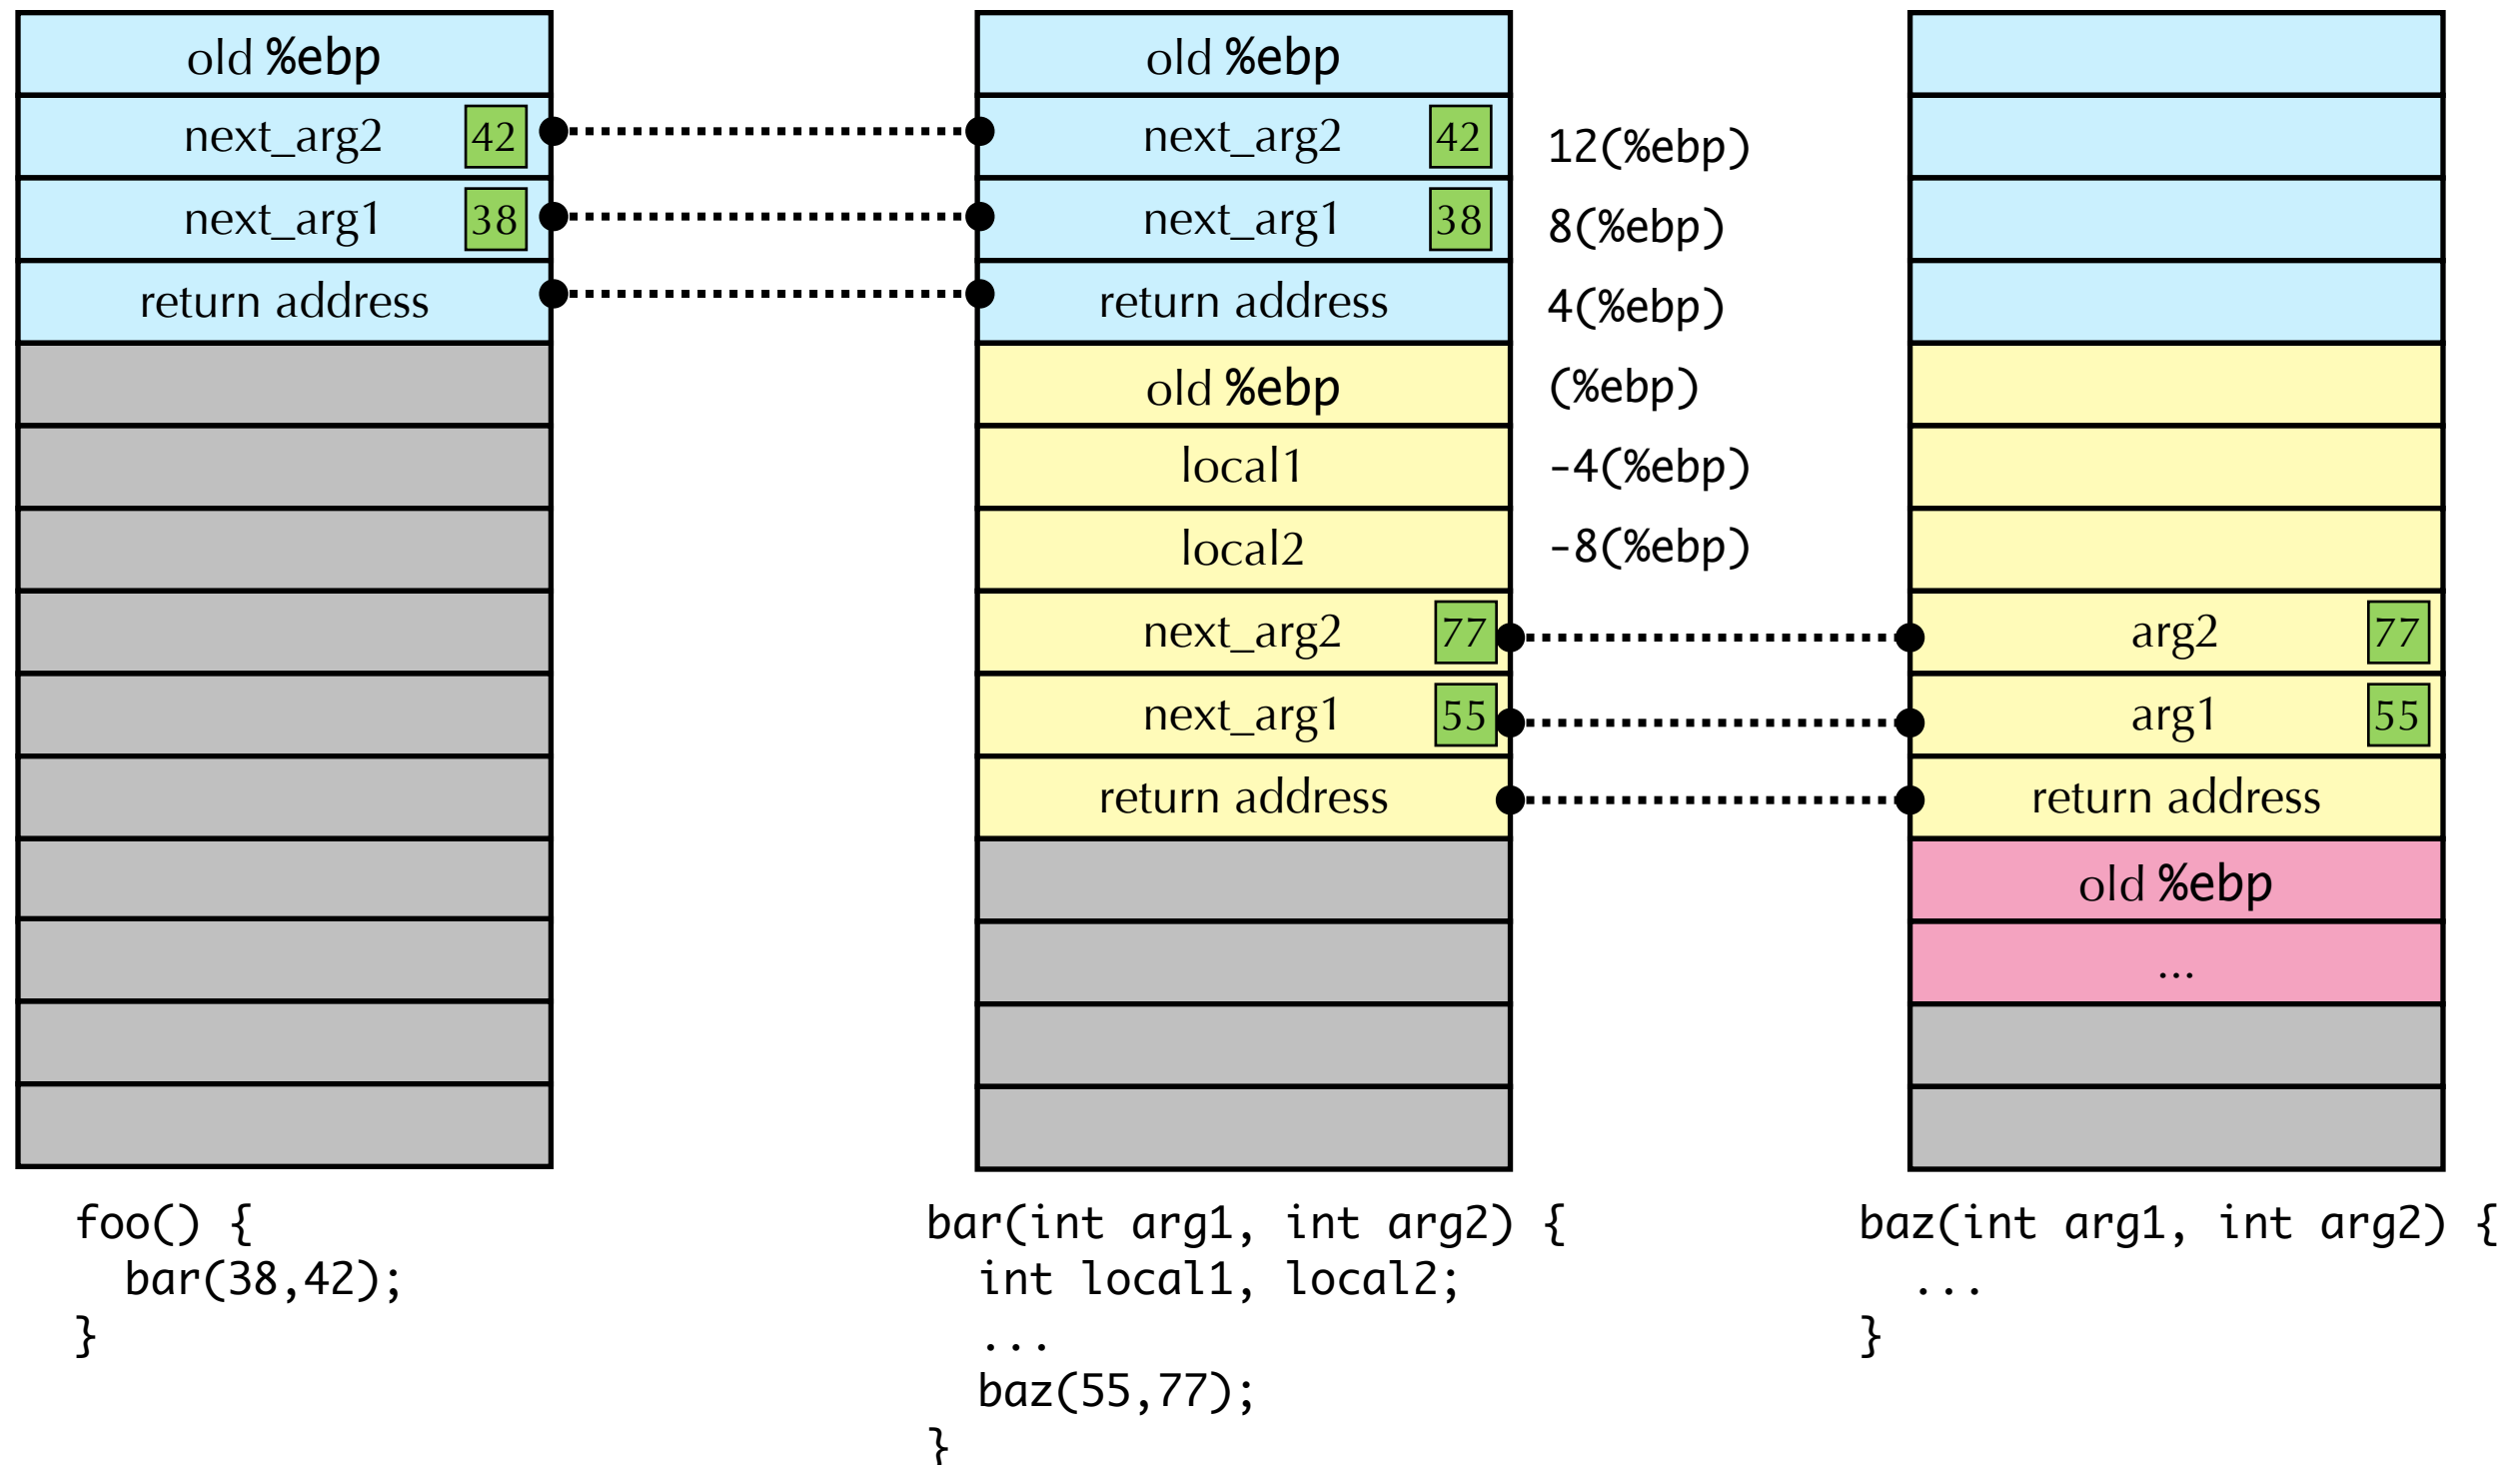 old %ebp
next_arg2 42
next_arg1 38
return address
foo() {
bar(38,42);
}
old %ebp
next_arg2 42 12(%ebp)
next_arg1 38 8(%ebp)
return address 4(%ebp)
old %ebp (%ebp)
local1 -4(%ebp)
local2 -8(%ebp)
next_arg2 77
next_arg1 55
return address
bar(int arg1, int arg2) {
int local1, local2;
...
baz(55,77);
}
arg2 77
arg1 55
return address
old %ebp
...
baz(int arg1, int arg2) {
...
}